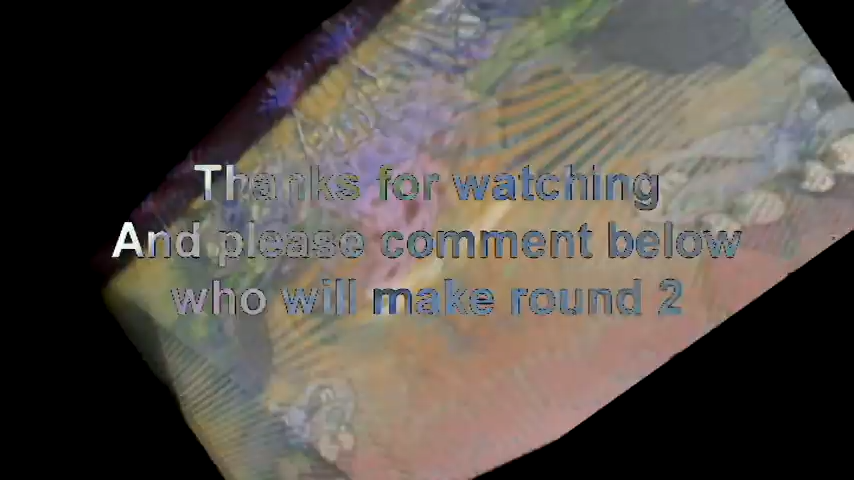 Thanks for watching
And please comment below
who will make round 2